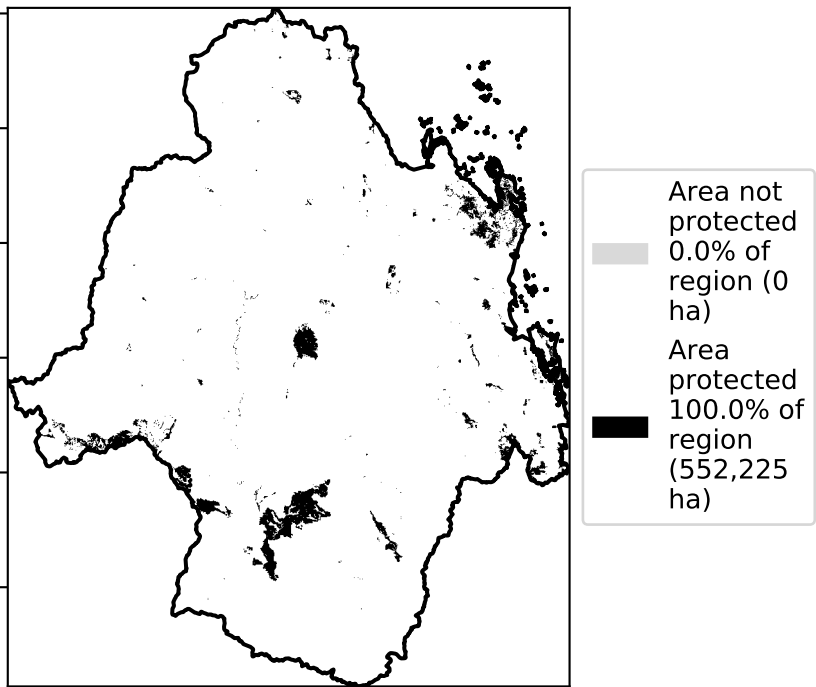 Area not
protected
0.0% of
region (0
ha)
Area
protected
100.0% of
region
(552,225
ha)